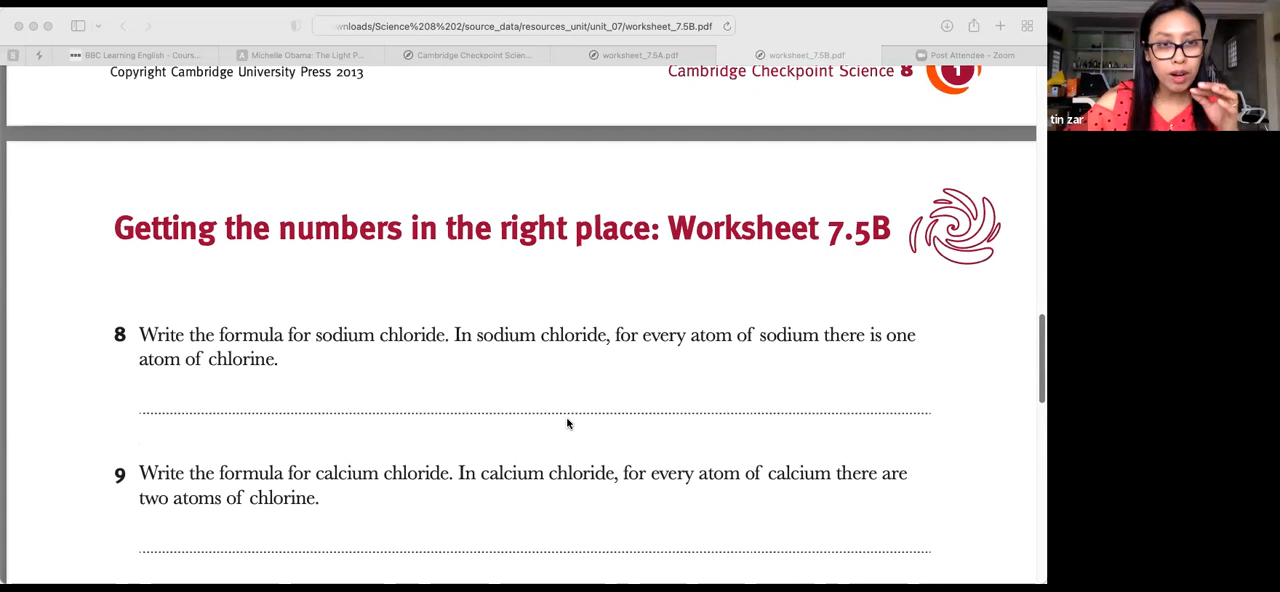 wnloads/Science%208%202/source_data/resources_unit/unit_07/worksheet_7.5B.pdf
S BBC Learning English - Cours... A Michelle Obama: The Light P... Cambridge Checkpoint Scien... worksheet_7.5A.pdf worksheet_7.5B.pdf Post Attendee – Zoom
Copyright Cambridge University Press 2013 Cambridge Checkpoint Science 8 1
tin zar
Getting the numbers in the right place: Worksheet 7.5B
8 Write the formula for sodium chloride. In sodium chloride, for every atom of sodium there is one
atom of chlorine.
9 Write the formula for calcium chloride. In calcium chloride, for every atom of calcium there are
two atoms of chlorine.